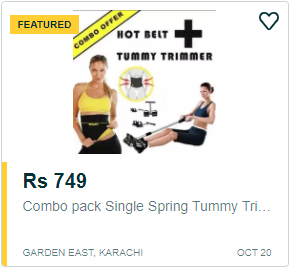 FEATURED
COMBO OFFER
HOT BELT +
TUMMY TRIMMER
Rs 749
Combo pack Single Spring Tummy Tri...
GARDEN EAST, KARACHI
OCT 20